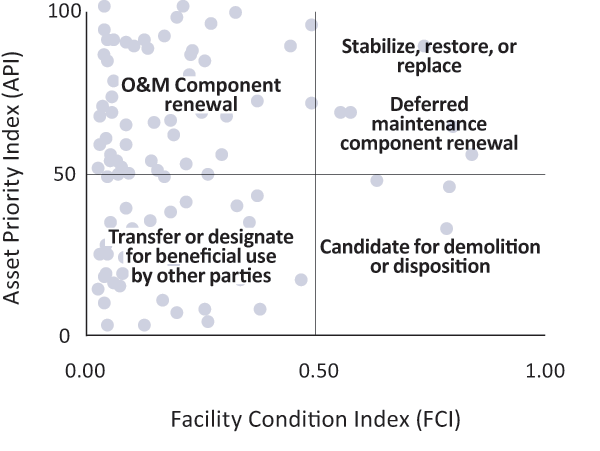 100
Asset Priority Index (API)
Stabilize, restore, or
replace
O&M Component
renewal
Deferred
maintenance
component renewal
50
Transfer or designate
for beneficial use
by other parties
Candidate for demolition
or disposition
0
0.00
0.50
1.00
Facility Condition Index (FCI)